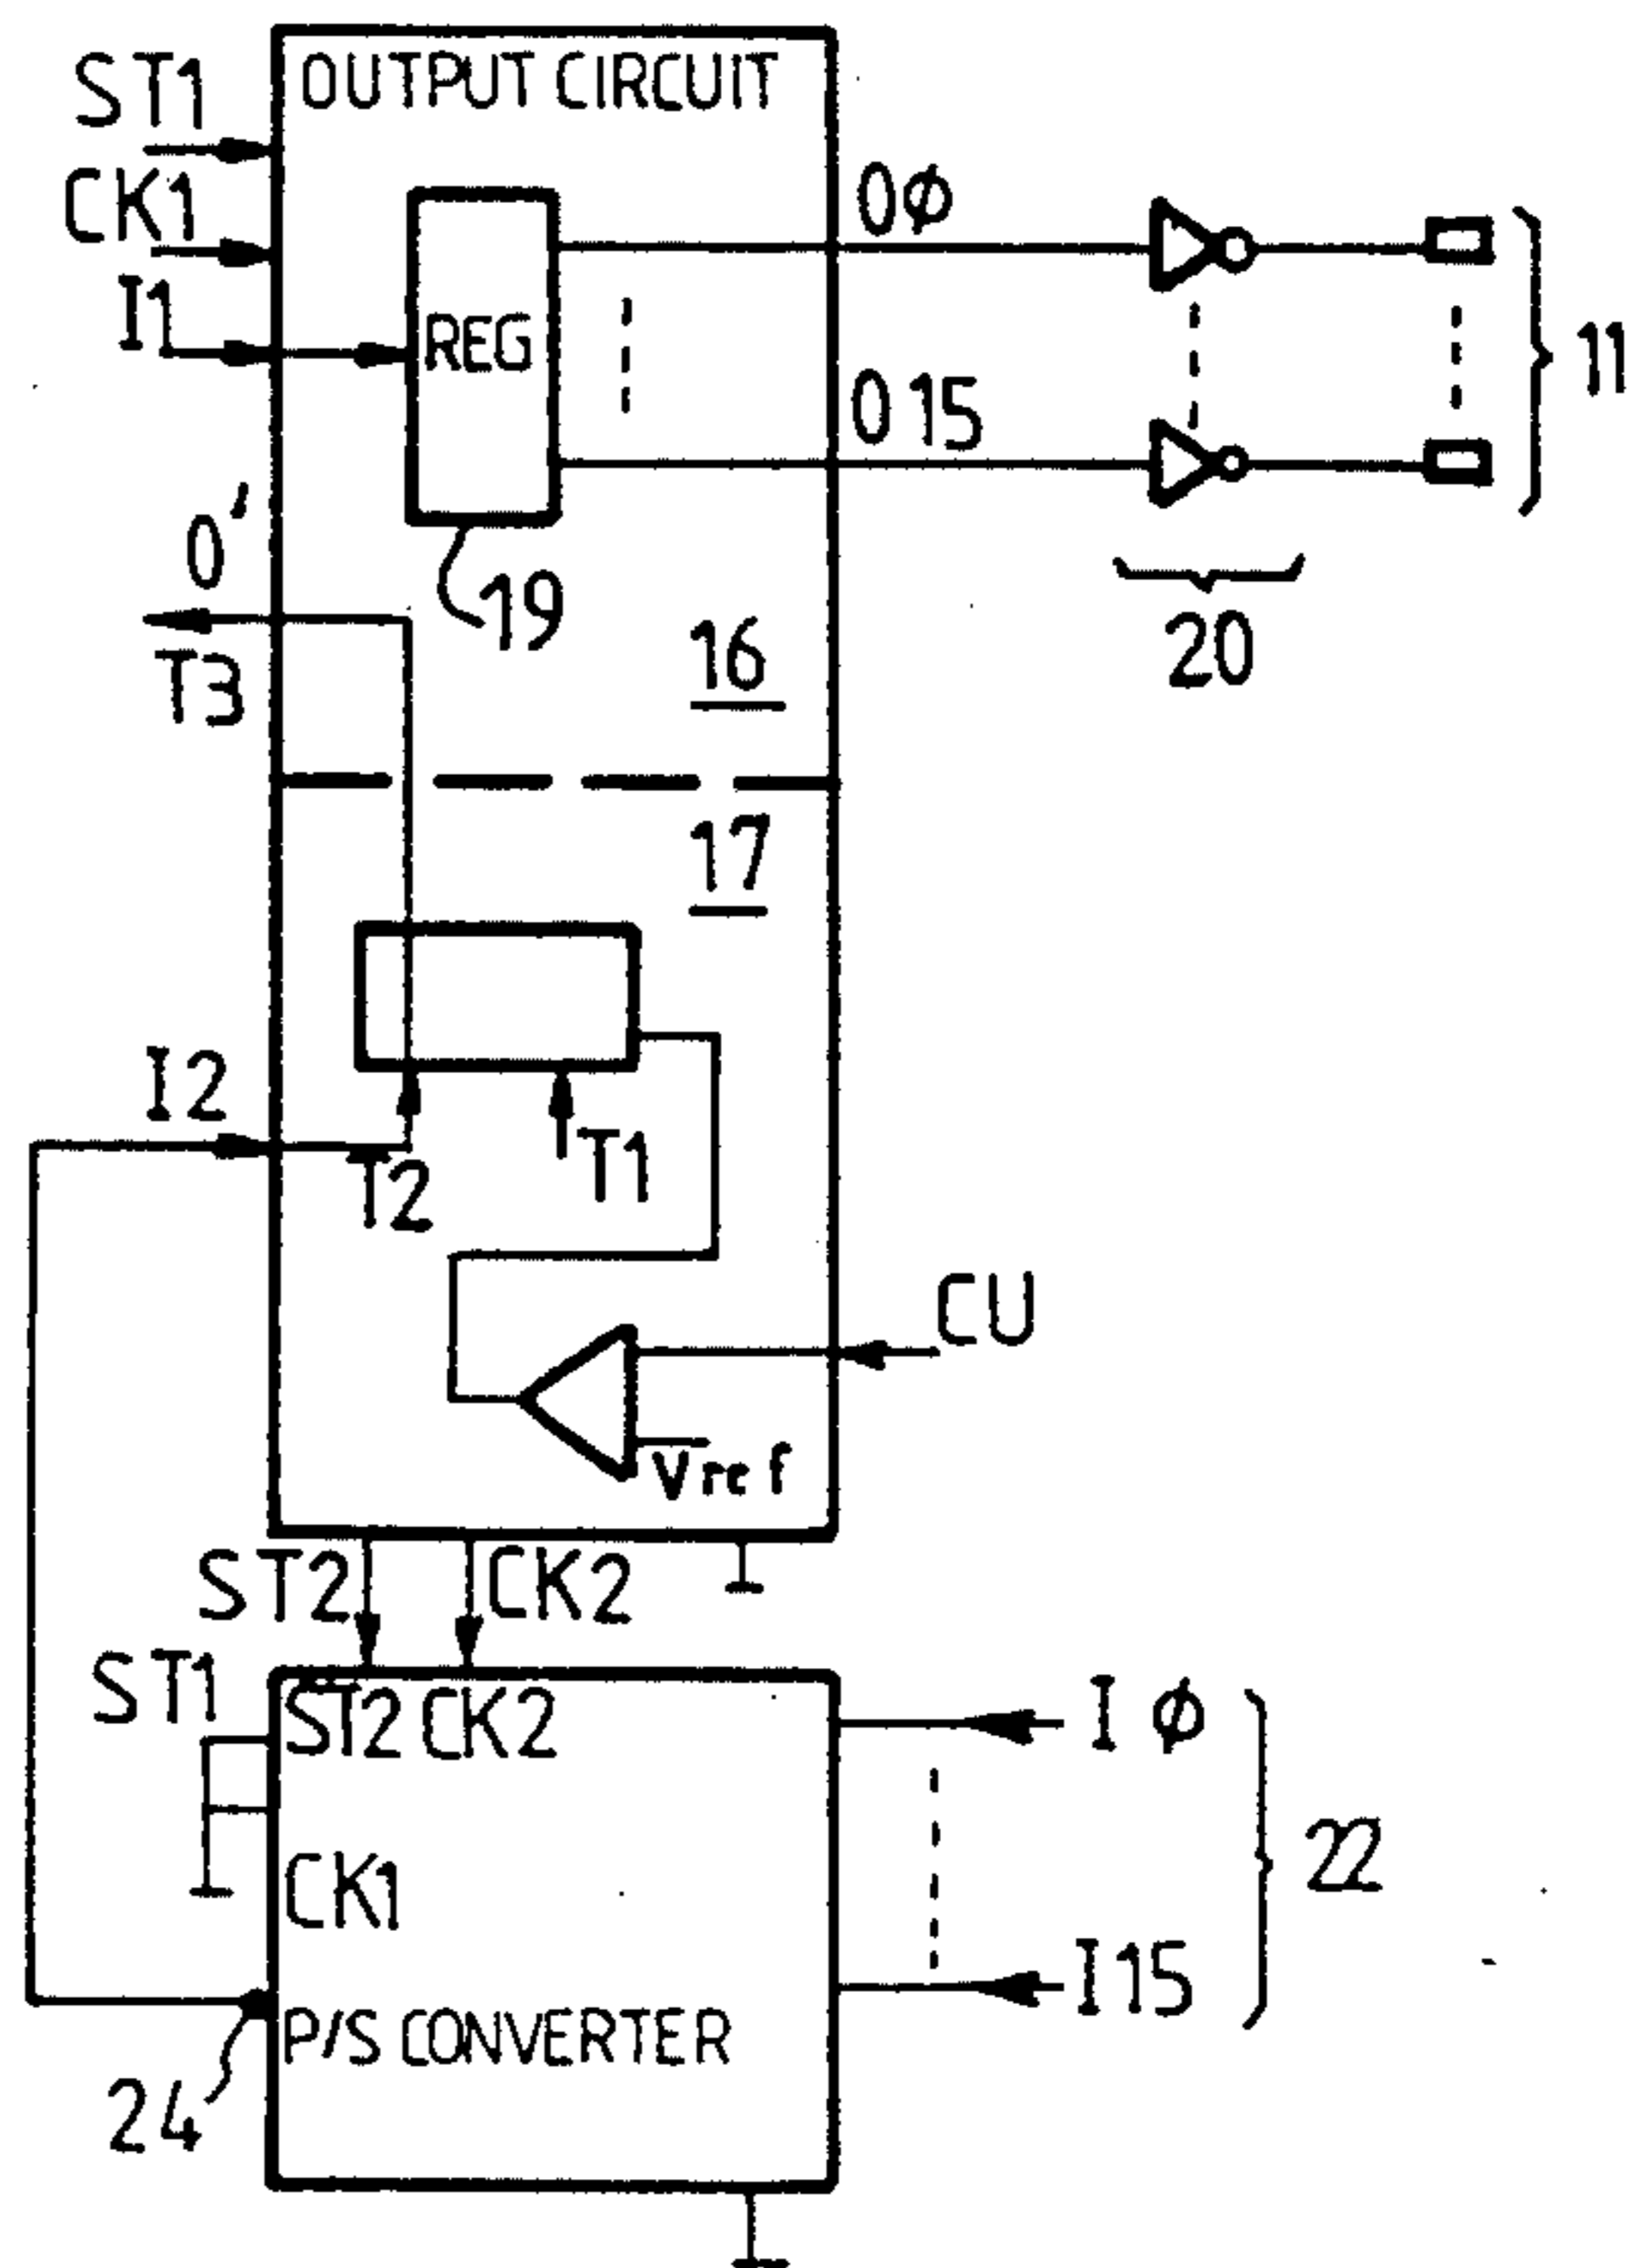 OUTPUT CIRCUIT
ST1
CK1
I1
REG
0ϕ
0 15
11
20
0'
T3
19
16
17
I2
T2
T1
CU
Vref
ST2
CK2
ST1
ST2 CK2
CK1
P/S CONVERTER
24
I ϕ
I15
22